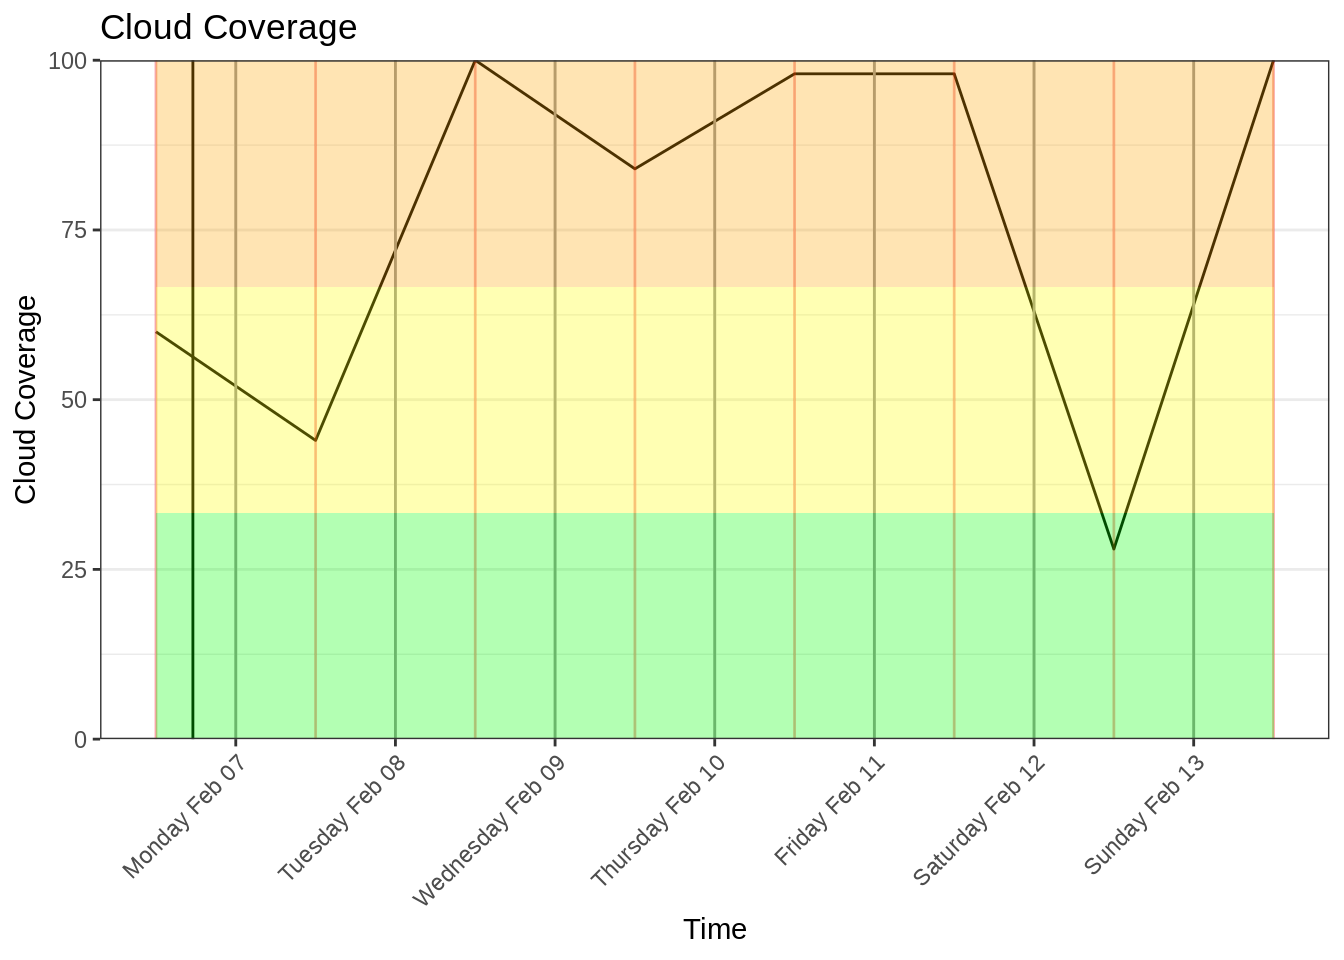 Cloud Coverage
100
75
50
25
0
Cloud Coverage
Monday Feb 07
Tuesday Feb 08
Wednesday Feb 09
Thursday Feb 10
Friday Feb 11
Saturday Feb 12
Sunday Feb 13
Time